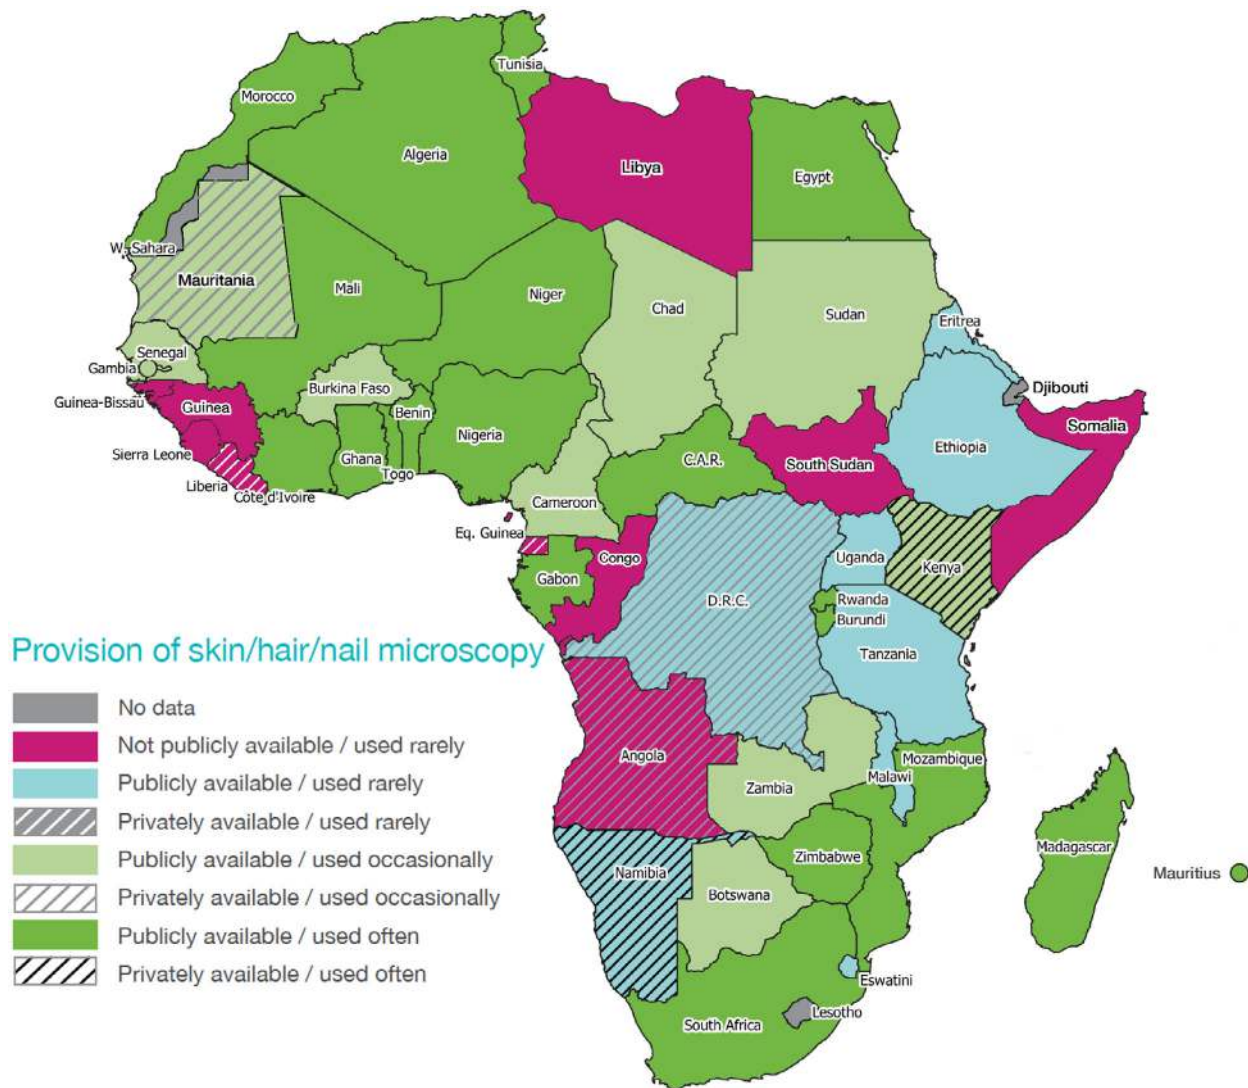 Tunisia
Morocco
Algeria
Libya
Egypt
W. Sahara
Mauritania
Mali
Niger
Chad
Sudan
Eritrea
Senegal
Gambia
Burkina Faso
Djibouti
Guinea-Bissau
Guinea
Benin
Nigeria
Somalia
Ethiopia
Sierra Leone
Ghana
Togo
C.A.R.
South Sudan
Liberia
Côte d'Ivoire
Cameroon
Eq. Guinea
Congo
Uganda
Kenya
Gabon
D.R.C.
Rwanda
Burundi
Tanzania
Provision of skin/hair/nail microscopy
No data
Not publicly available / used rarely
Publicly available / used rarely
Privately available / used rarely
Publicly available / used occasionally
Privately available / used occasionally
Publicly available / used often
Privately available / used often
Angola
Zambia
Malawi
Mozambique
Madagascar
Mauritius
Namibia
Zimbabwe
Botswana
Eswatini
Lesotho
South Africa